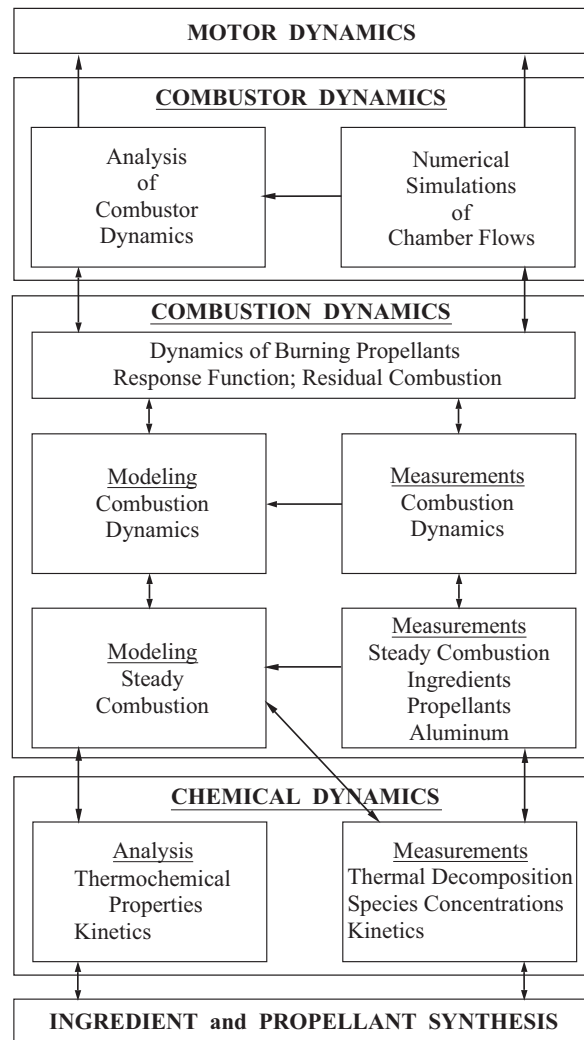 MOTOR DYNAMICS
COMBUSTOR DYNAMICS
Analysis
of
Combustor
Dynamics
Numerical
Simulations
of
Chamber Flows
COMBUSTION DYNAMICS
Dynamics of Burning Propellants
Response Function; Residual Combustion
Modeling
Combustion
Dynamics
Measurements
Combustion
Dynamics
Modeling
Steady
Combustion
Measurements
Steady Combustion
Ingredients
Propellants
Aluminum
CHEMICAL DYNAMICS
Analysis
Thermochemical
Properties
Kinetics
Measurements
Thermal Decomposition
Species Concentrations
Kinetics
INGREDIENT and PROPELLANT SYNTHESIS